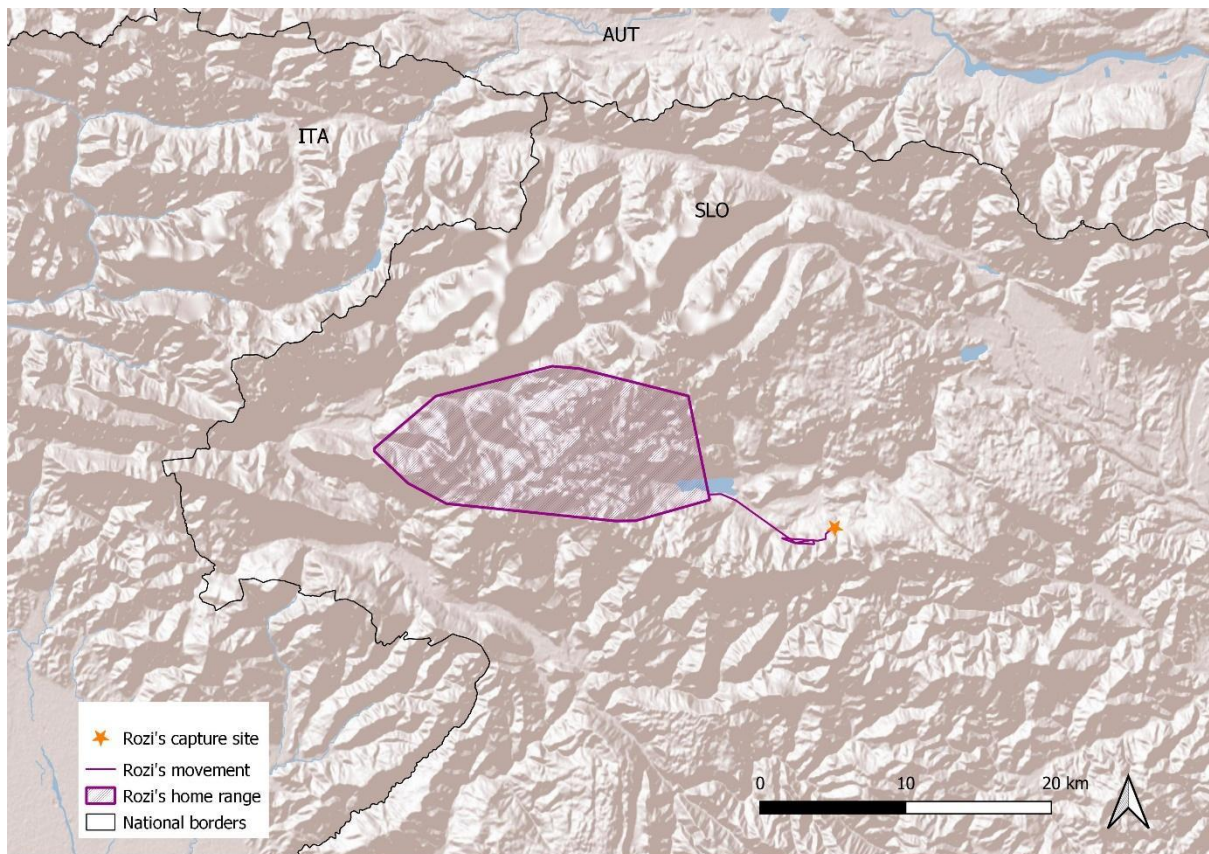 AUT
ITA
SLO
Rozi's capture site
Rozi's movement
Rozi's home range
National borders
0 10 20 km